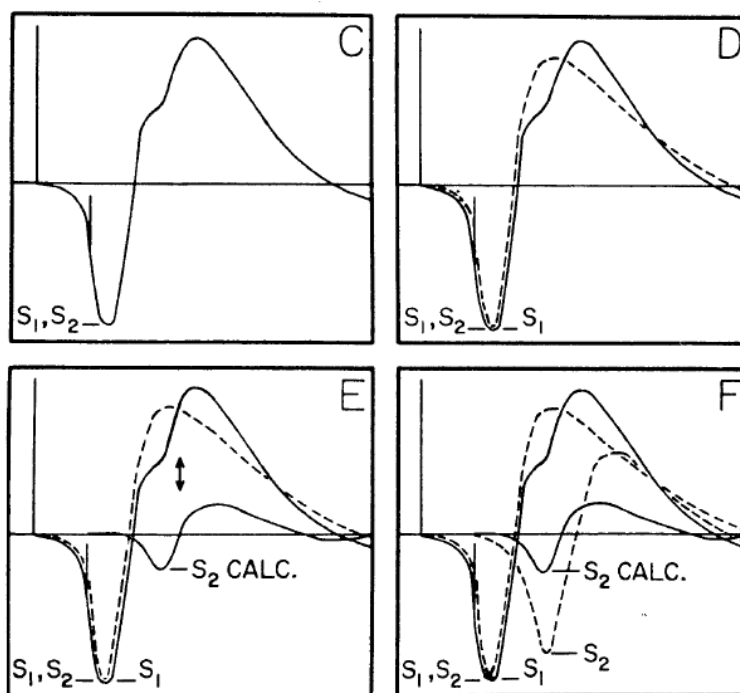 C
S₁, S₂
D
S₁, S₂ S₁
E
S₂ CALC.
S₁, S₂ S₁
F
S₂ CALC.
S₂
S₁, S₂ S₁